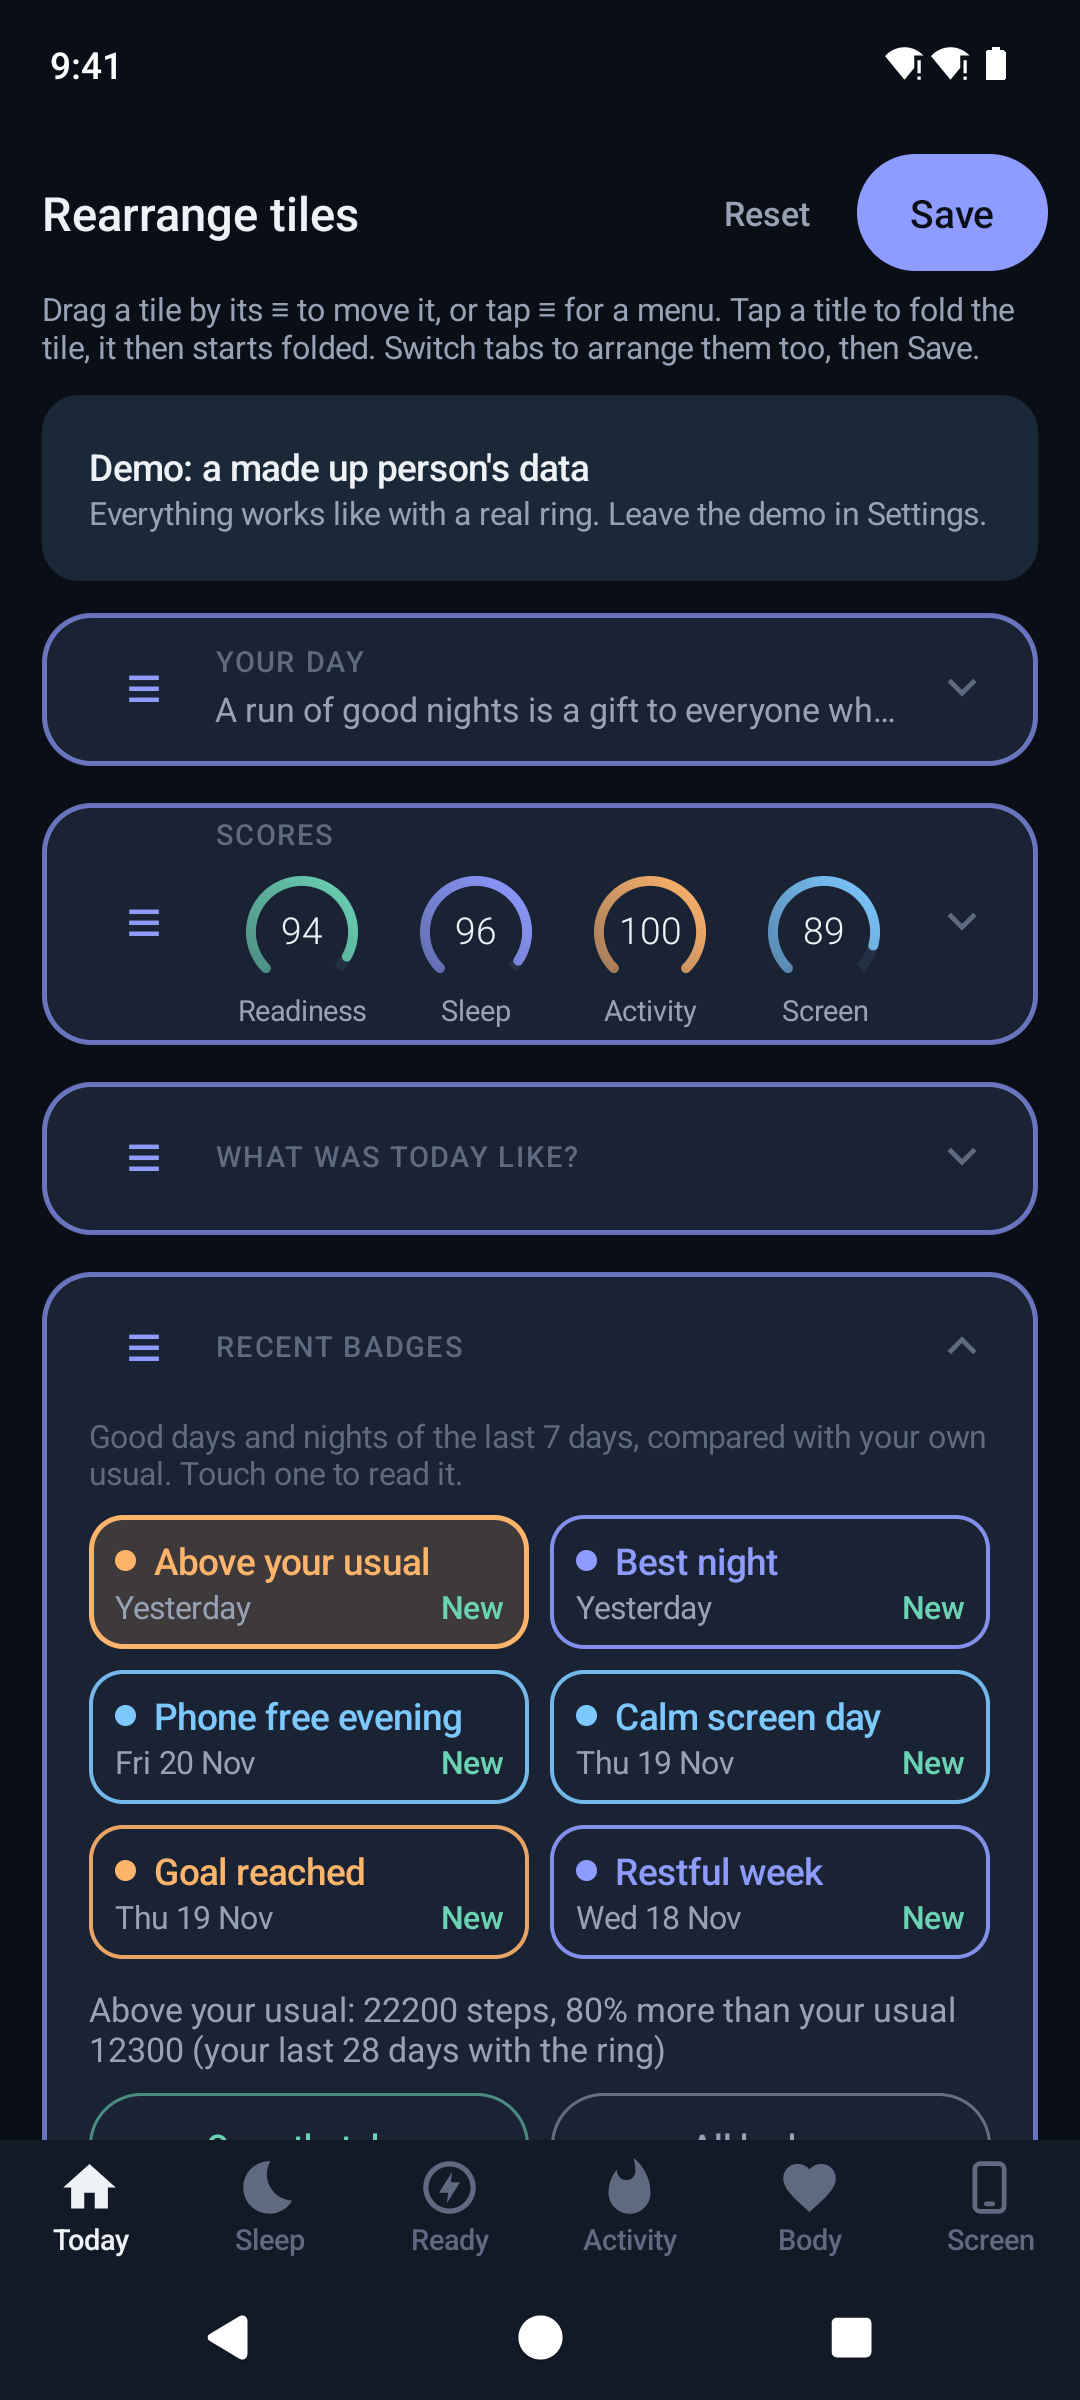 9:41
Rearrange tiles
Reset
Save
Drag a tile by its ≡ to move it, or tap ≡ for a menu. Tap a title to fold the
tile, it then starts folded. Switch tabs to arrange them too, then Save.
Demo: a made up person's data
Everything works like with a real ring. Leave the demo in Settings.
YOUR DAY
A run of good nights is a gift to everyone wh…
SCORES
94
96
100
89
Readiness
Sleep
Activity
Screen
WHAT WAS TODAY LIKE?
RECENT BADGES
Good days and nights of the last 7 days, compared with your own
usual. Touch one to read it.
Above your usual
Yesterday
New
Best night
Yesterday
New
Phone free evening
Fri 20 Nov
New
Calm screen day
Thu 19 Nov
New
Goal reached
Thu 19 Nov
New
Restful week
Wed 18 Nov
New
Above your usual: 22200 steps, 80% more than your usual
12300 (your last 28 days with the ring)
Today
Sleep
Ready
Activity
Body
Screen